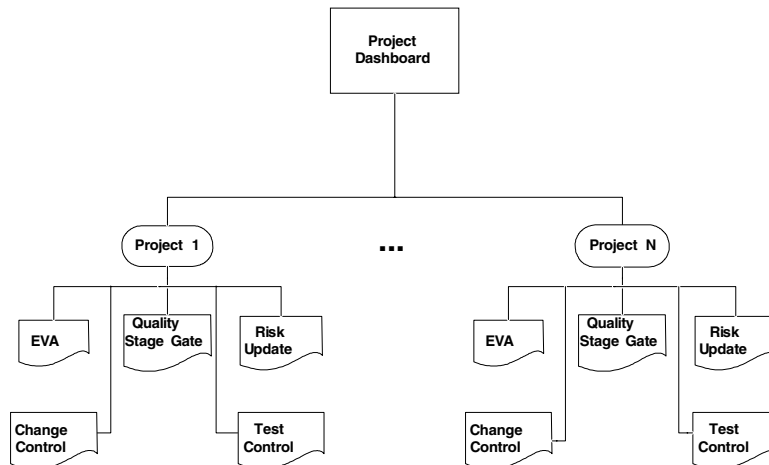 Project
Dashboard
Project 1
...
Project N
EVA
Quality
Stage Gate
Risk
Update
EVA
Quality
Stage Gate
Risk
Update
Change
Control
Test
Control
Change
Control
Test
Control